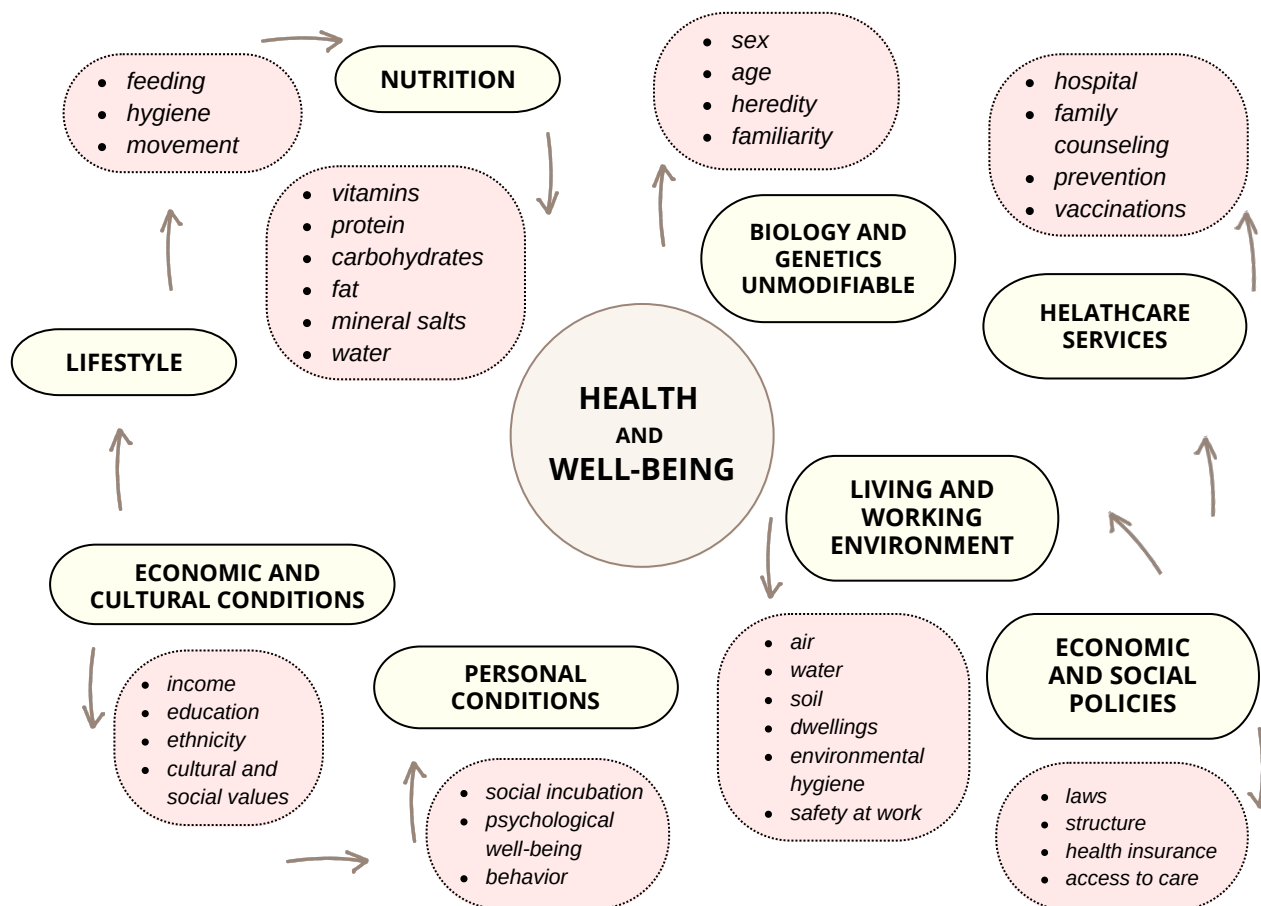 feeding
hygiene
movement
NUTRITION
vitamins
protein
carbohydrates
fat
mineral salts
water
sex
age
heredity
familiarity
BIOLOGY AND
GENETICS
UNMODIFIABLE
hospital
family
counseling
prevention
vaccinations
HELATHCARE
SERVICES
LIFESTYLE
HEALTH
AND
WELL-BEING
LIVING AND
WORKING
ENVIRONMENT
ECONOMIC AND
CULTURAL CONDITIONS
income
education
ethnicity
cultural and
social values
PERSONAL
CONDITIONS
social incubation
psychological
well-being
behavior
air
water
soil
dwellings
environmental
hygiene
safety at work
ECONOMIC
AND SOCIAL
POLICIES
laws
structure
health insurance
access to care